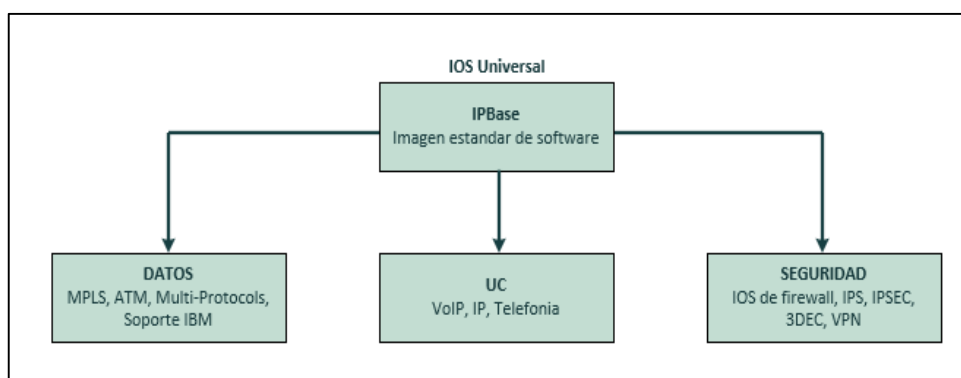 IOS Universal
IPBase
Imagen estandar de software
DATOS
MPLS, ATM, Multi-Protocols,
Soporte IBM
UC
VoIP, IP, Telefonia
SEGURIDAD
IOS de firewall, IPS, IPSEC,
3DEC, VPN